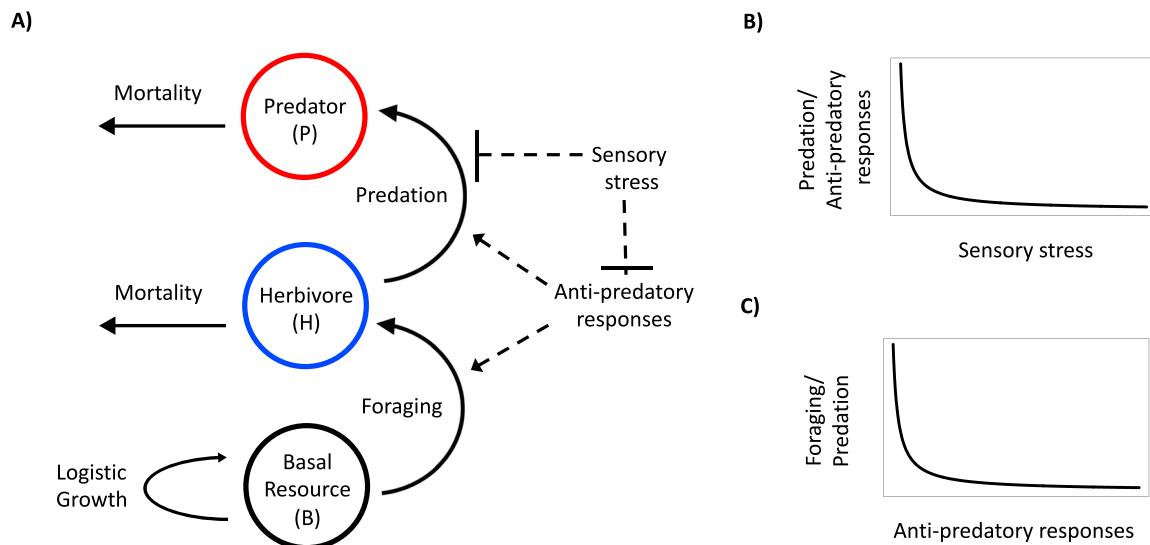 A)
Mortality
Predator
(P)
Predation
Sensory
stress
Mortality
Herbivore
(H)
Anti-predatory
responses
Foraging
Logistic
Growth
Basal
Resource
(B)
B)
Predation/
Anti-predatory
responses
Sensory stress
C)
Foraging/
Predation
Anti-predatory responses